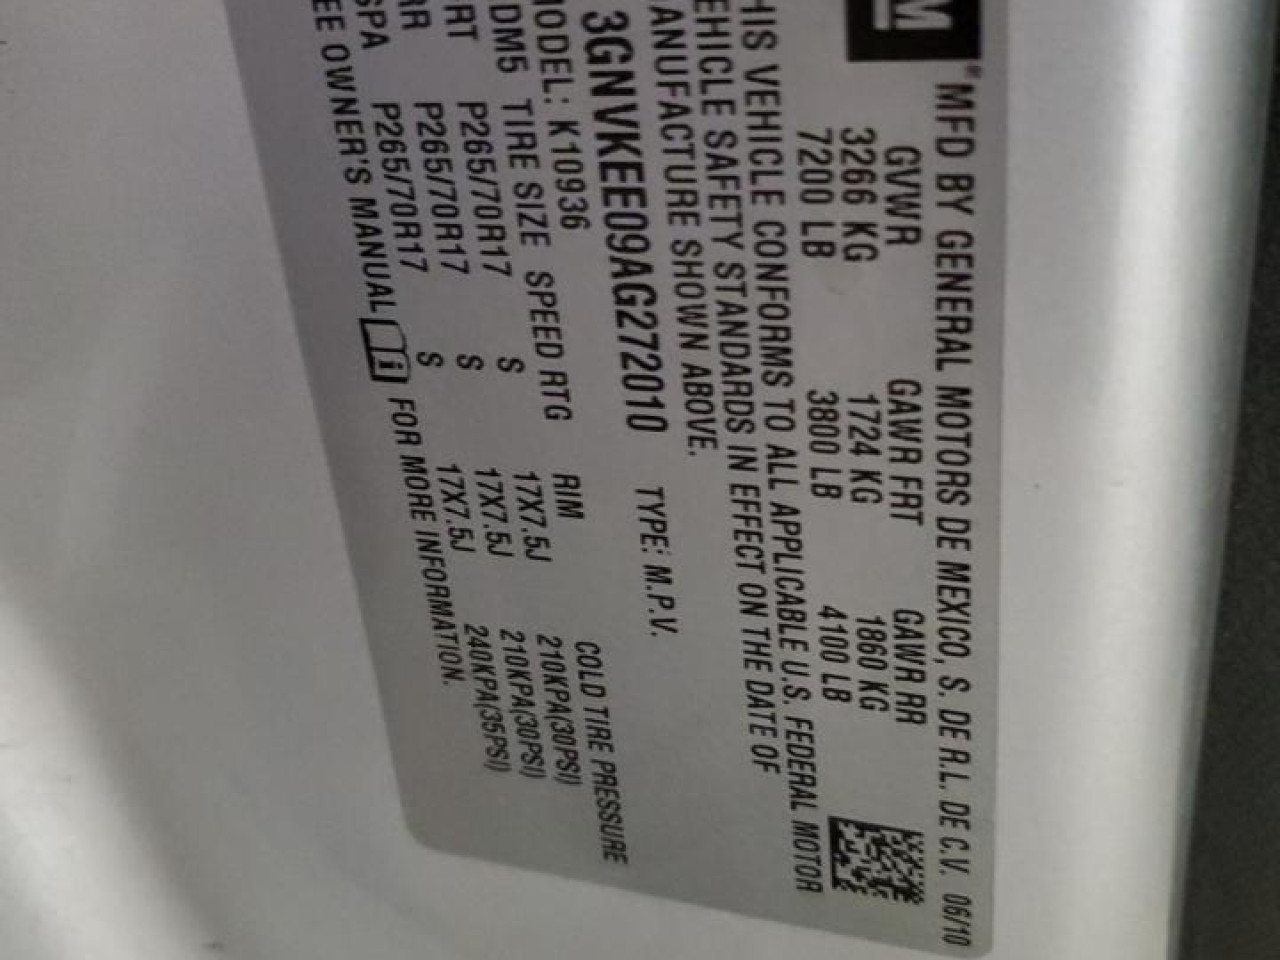 M
® MFD BY GENERAL MOTORS DE MEXICO, S. DE R.L. DE C.V. 06/10
GVWR GAWR FRT GAWR RR
3266 KG 1724 KG 1860 KG
7200 LB 3800 LB 4100 LB
HIS VEHICLE CONFORMS TO ALL APPLICABLE U.S. FEDERAL MOTOR
EHICLE SAFETY STANDARDS IN EFFECT ON THE DATE OF
ANUFACTURE SHOWN ABOVE.
3GNVKEE09AG272010 TYPE: M.P.V.
ODEL: K10936
DM5 TIRE SIZE SPEED RTG RIM COLD TIRE PRESSURE
RT P265/70R17 S 17X7.5J 210KPA(30PSI)
RR P265/70R17 S 17X7.5J 210KPA(30PSI)
SPA P265/70R17 S 17X7.5J 240KPA(35PSI)
EE OWNER'S MANUAL i FOR MORE INFORMATION.